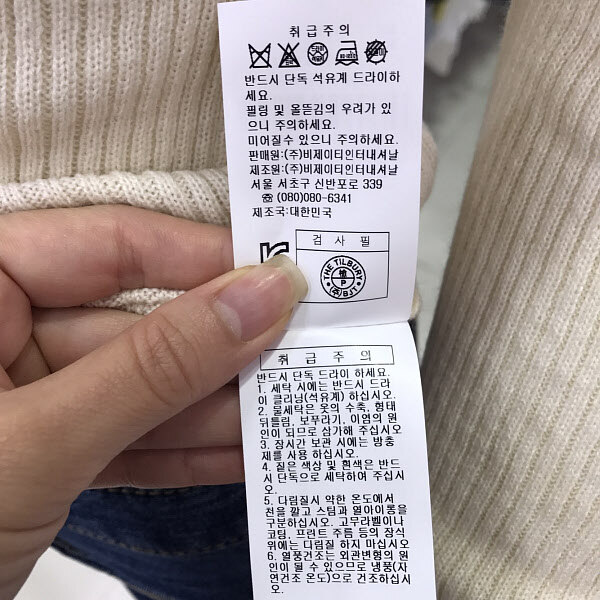 취급주의
반드시 단독 석유계 드라이하
세요.
필링 및 올뜯김의 우려가 있
으니 주의하세요.
미어질수 있으니 주의하세요.
판매원:(주)비제이티인터내셔날
제조원:(주)비제이티인터내셔날
서울 서초구 신반포로 339
☎ (080)080-6341
제조국:대한민국
검사필
THE TILBURY
檢
P
(주)BJT
취급주의
반드시 단독 드라이 하세요.
1. 세탁 시에는 반드시 드라
이 클리닝(석유계) 하십시오.
2. 물세탁은 옷의 수축, 형태
뒤틀림, 보푸라기, 이염의 원
인이 되므로 삼가해 주십시오
3. 장시간 보관 시에는 방충
제를 사용 하십시오.
4. 짙은 색상 및 흰색은 반드
시 단독으로 세탁하여 주십시
오.
5. 다림질시 약한 온도에서
천을 깔고 스팀과 열아이롱을
구분하십시오. 고무라벨이나
코팅, 프런트 주름 등의 장식
위에는 다림질 하지 마십시오
6. 열풍건조는 외관변형의 원
인이 될 수 있으므로 냉풍(자
연건조 온도)으로 건조하십시
오.